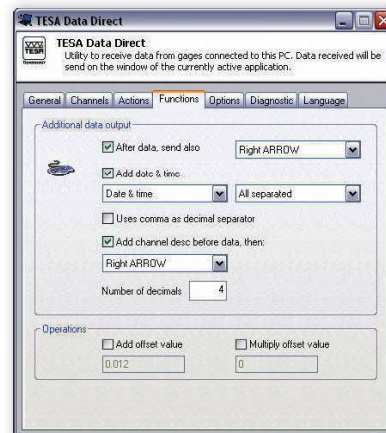 TESA Data Direct
TESA
TECHNOLOGY
TESA Data Direct
Utility to receive data from gages connected to this PC. Data received will be
send on the window of the currently active application.
General Channels Actions Functions Options Diagnostic Language
Additional data output
After data, send also Right ARROW
Add date & time
Date & time All separated
Uses comma as decimal separator
Add channel desc before data, then:
Right ARROW
Number of decimals 4
Operations
Add offset value Multiply offset value
0.012 0